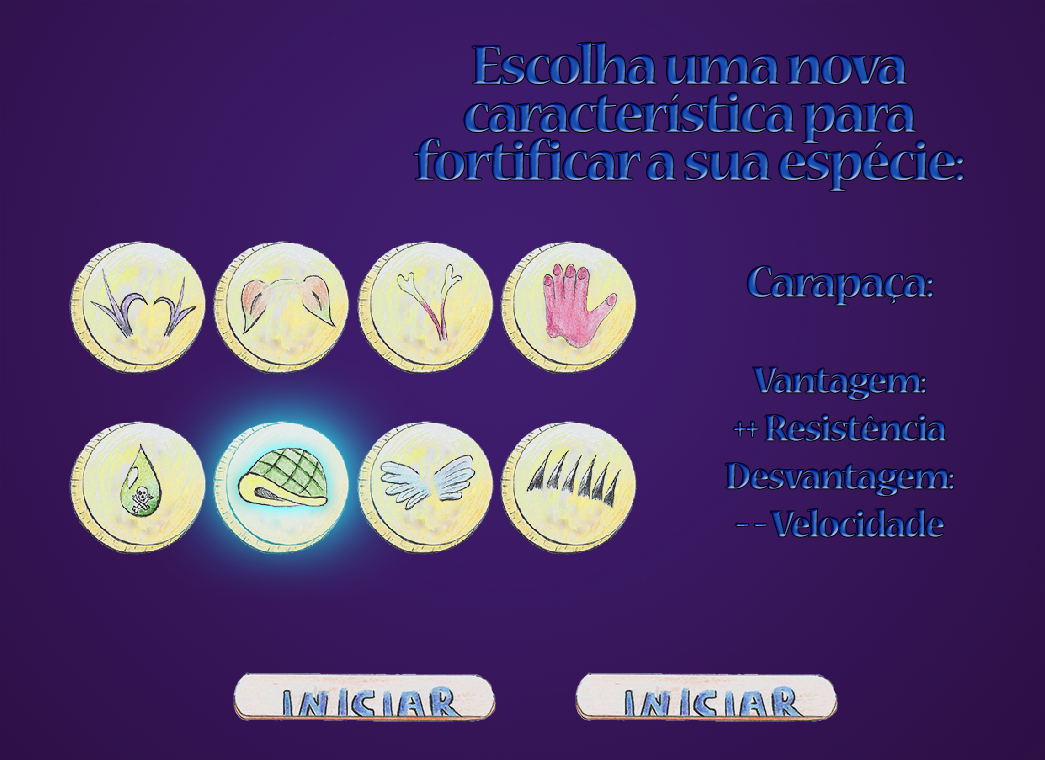 Escolha uma nova
característica para
fortificar a sua espécie:
Carapaça:
Vantagem:
++ Resistência
Desvantagem:
- - Velocidade
INICIAR
INICIAR